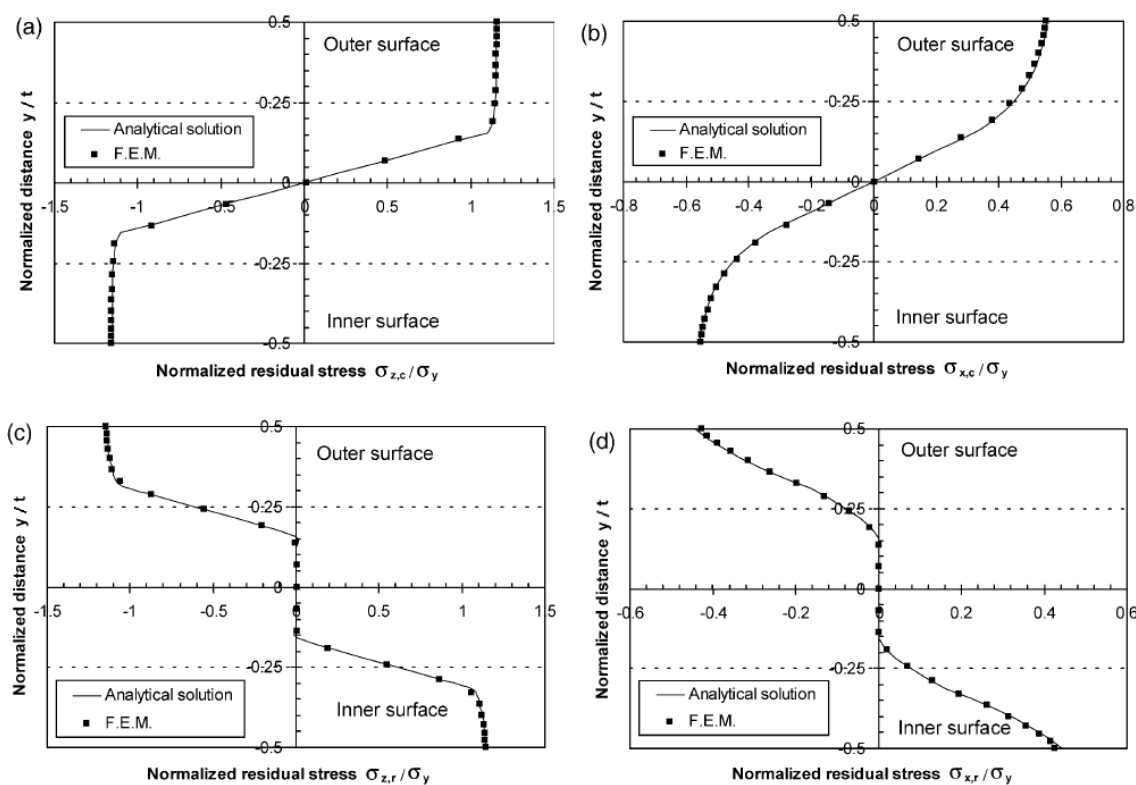 (a)
0.5
Outer surface
0.25
Analytical solution
F.E.M.
0
-1.5
-1
-0.5
0
0.5
1
1.5
-0.25
Inner surface
-0.5
Normalized distance y / t
Normalized residual stress σz,c/σy
(b)
0.5
Outer surface
0.25
Analytical solution
F.E.M.
0
-0.8
-0.6
-0.4
-0.2
0
0.2
0.4
0.6
0.8
-0.25
Inner surface
-0.5
Normalized distance y / t
Normalized residual stress σx,c/σy
(c)
0.5
Outer surface
0.25
0
-1.5
-1
-0.5
0
0.5
1
15
-0.25
Analytical solution
F.E.M.
Inner surface
-0.5
Normalized distance y / t
Normalized residual stress σz,r/σy
(d)
0.5
Outer surface
0.25
0
-0.6
-0.4
-0.2
0
0.2
0.4
0.6
-0.25
Analytical solution
F.E.M.
Inner surface
-0.5
Normalized distance y / t
Normalized residual stress σx,r/σy